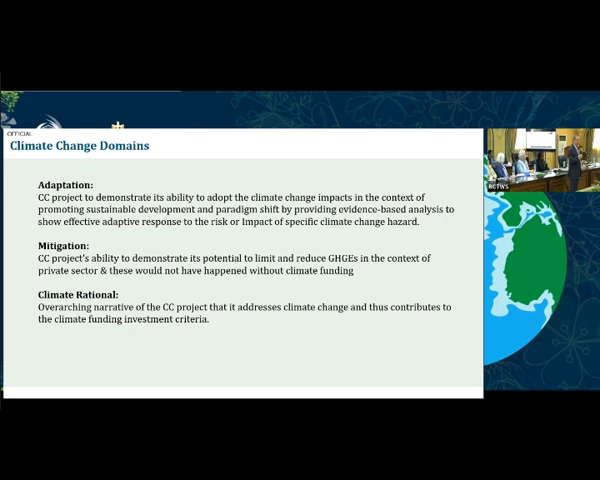 OFFICIAL
Climate Change Domains
Adaptation:
CC project to demonstrate its ability to adopt the climate change impacts in the context of
promoting sustainable development and paradigm shift by providing evidence-based analysis to
show effective adaptive response to the risk or Impact of specific climate change hazard.
Mitigation:
CC project's ability to demonstrate its potential to limit and reduce GHGEs in the context of
private sector & these would not have happened without climate funding
Climate Rational:
Overarching narrative of the CC project that it addresses climate change and thus contributes to
the climate funding investment criteria.